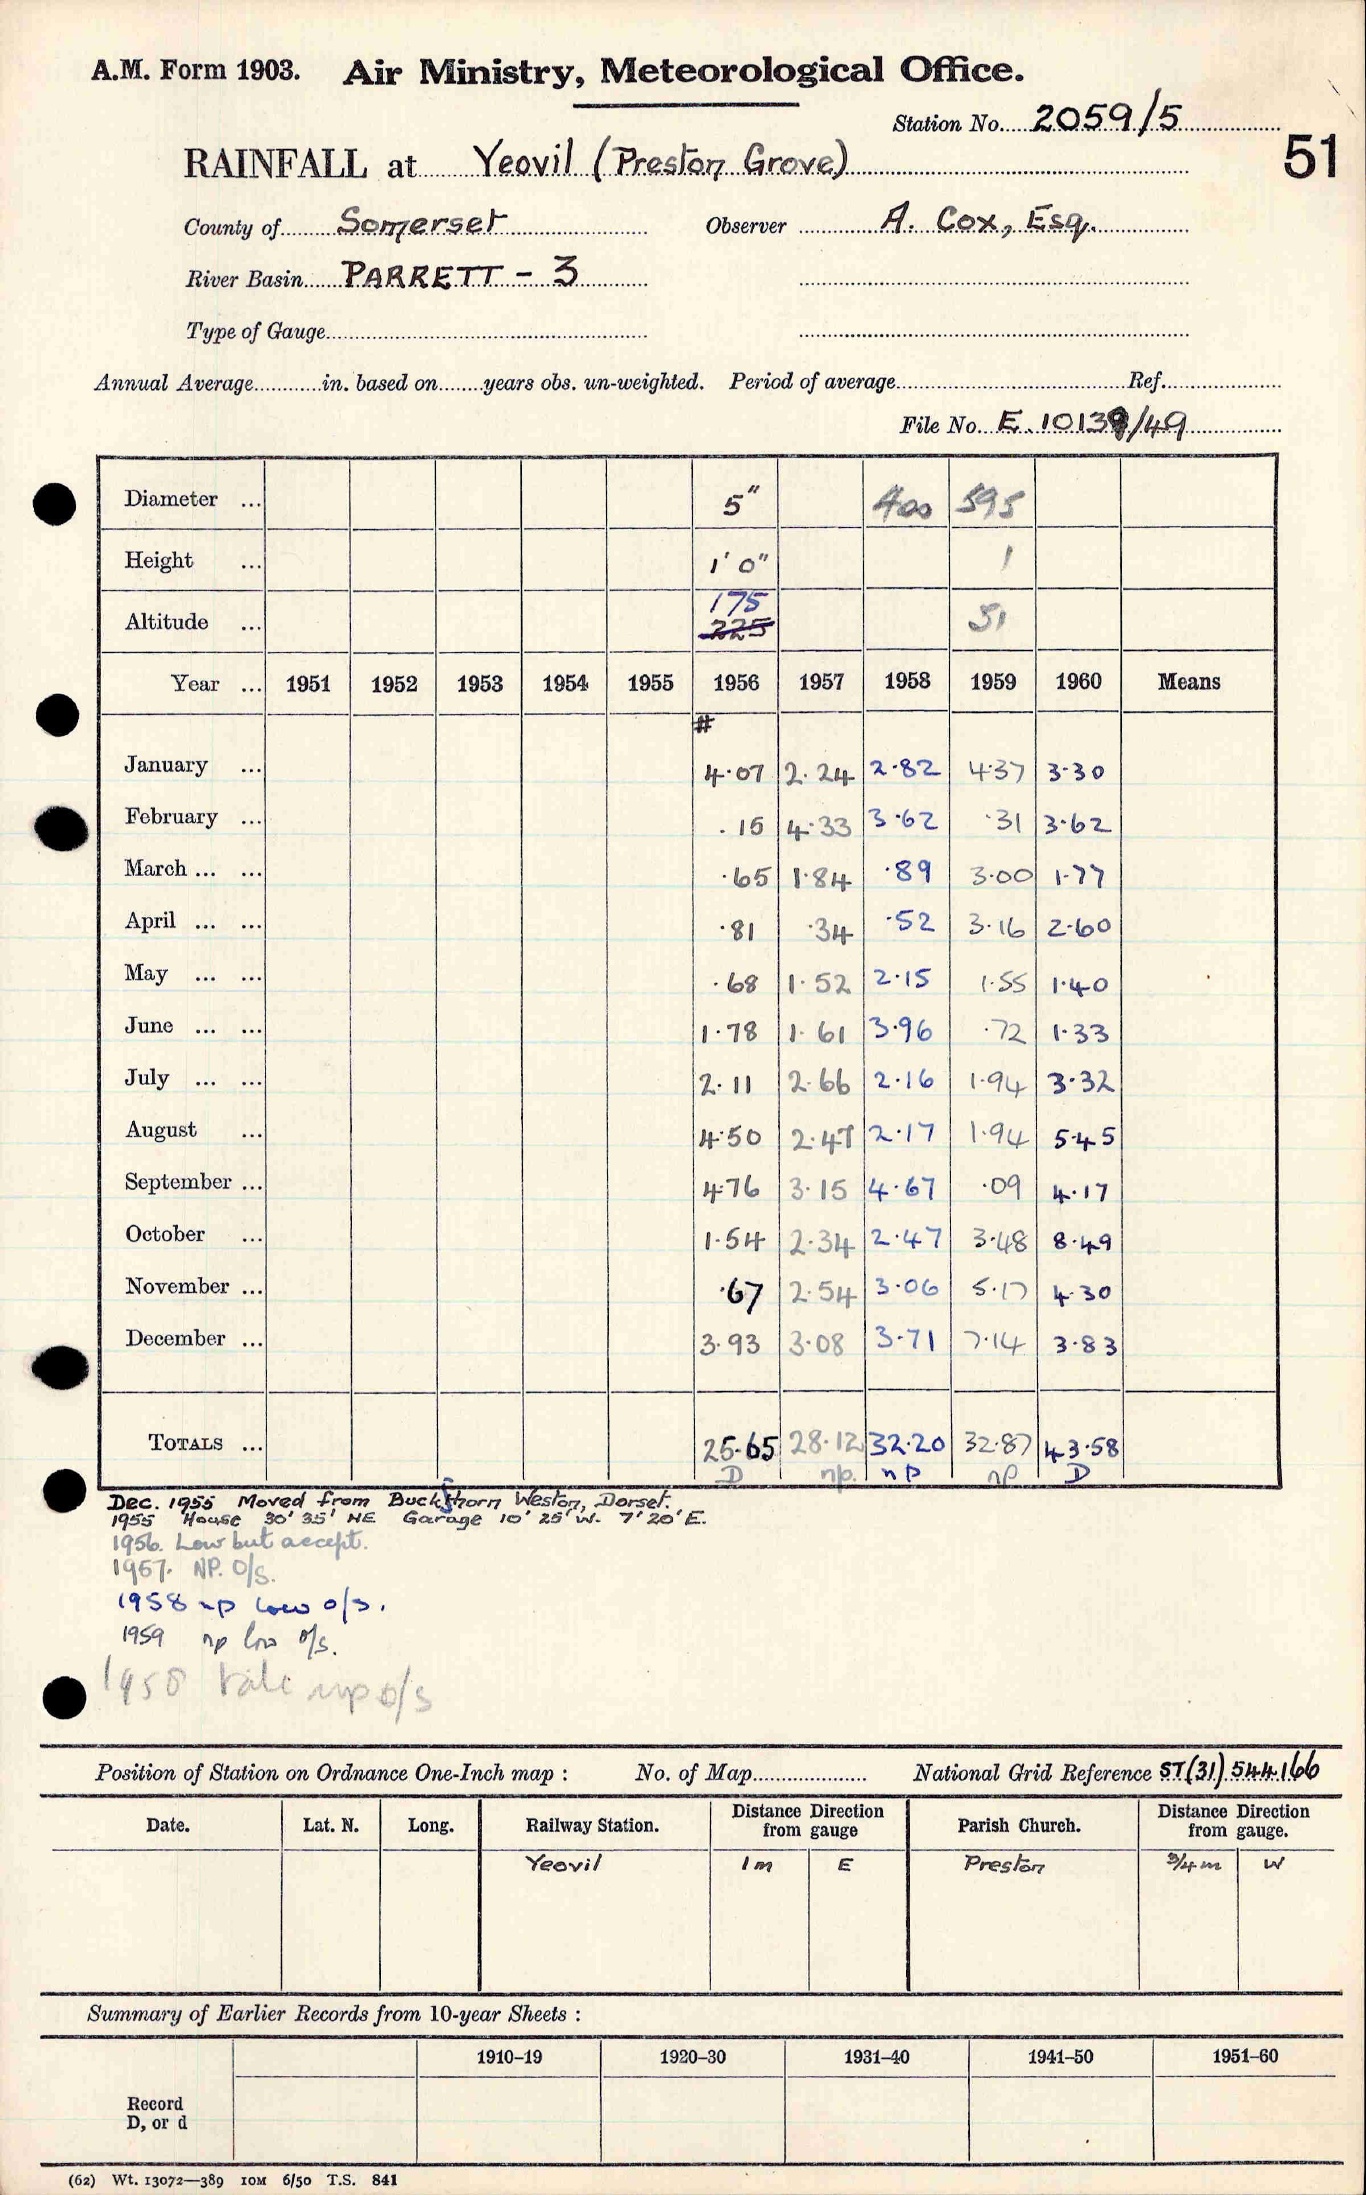 A.M. Form 1903. Air Ministry, Meteorological Office.
Station No. 2059/5
51
RAINFALL at Yeovil (Preston Grove)
County of Somerset Observer A. Cox, Esq.
River Basin PARRETT - 3
Type of Gauge
Annual Average in. based on years obs. un-weighted. Period of average Ref.
File No. E. 10139/49
Diameter ... 5" 400 595
Height ... 1' 0" 1
Altitude ... 175 225 51
Year ... 1951 1952 1953 1954 1955 1956 1957 1958 1959 1960 Means
#
January ... 4.07 2.24 2.82 4.37 3.30
February ... .15 4.33 3.62 .31 3.62
March ... ... .65 1.84 .89 3.00 1.77
April ... ... .81 .34 .52 3.16 2.60
May ... ... .68 1.52 2.15 1.55 1.40
June ... ... 1.78 1.61 3.96 .72 1.33
July ... ... 2.11 2.66 2.16 1.94 3.32
August ... 4.50 2.47 2.17 1.94 5.45
September ... 4.76 3.15 4.67 .09 4.17
October ... 1.54 2.34 2.47 3.48 8.49
November ... .67 2.54 3.06 5.17 4.30
December ... 3.93 3.08 3.71 7.14 3.83
TOTALS ... 25.65 28.12 32.20 32.87 43.58
D np. np np D
Dec. 1955 Moved from Buckhorn Weston, Dorset.
1955 House 30' 35' NE Garage 10' 25' W. 7' 20' E.
1956. Low but accept.
1957. NP. O/S.
1958 np Low o/s.
1959 np low o/s.
1958 np o/s
Position of Station on Ordnance One-Inch map : No. of Map National Grid Reference ST(31) 544166
Date. Lat. N. Long. Railway Station. Distance Direction from gauge Parish Church. Distance Direction from gauge.
Yeovil 1 m E Preston 3/4 m W
Summary of Earlier Records from 10-year Sheets :
1910–19 1920–30 1931–40 1941–50 1951–60
Record
D, or d
(62) Wt. 13072—389 10M 6/50 T.S. 841